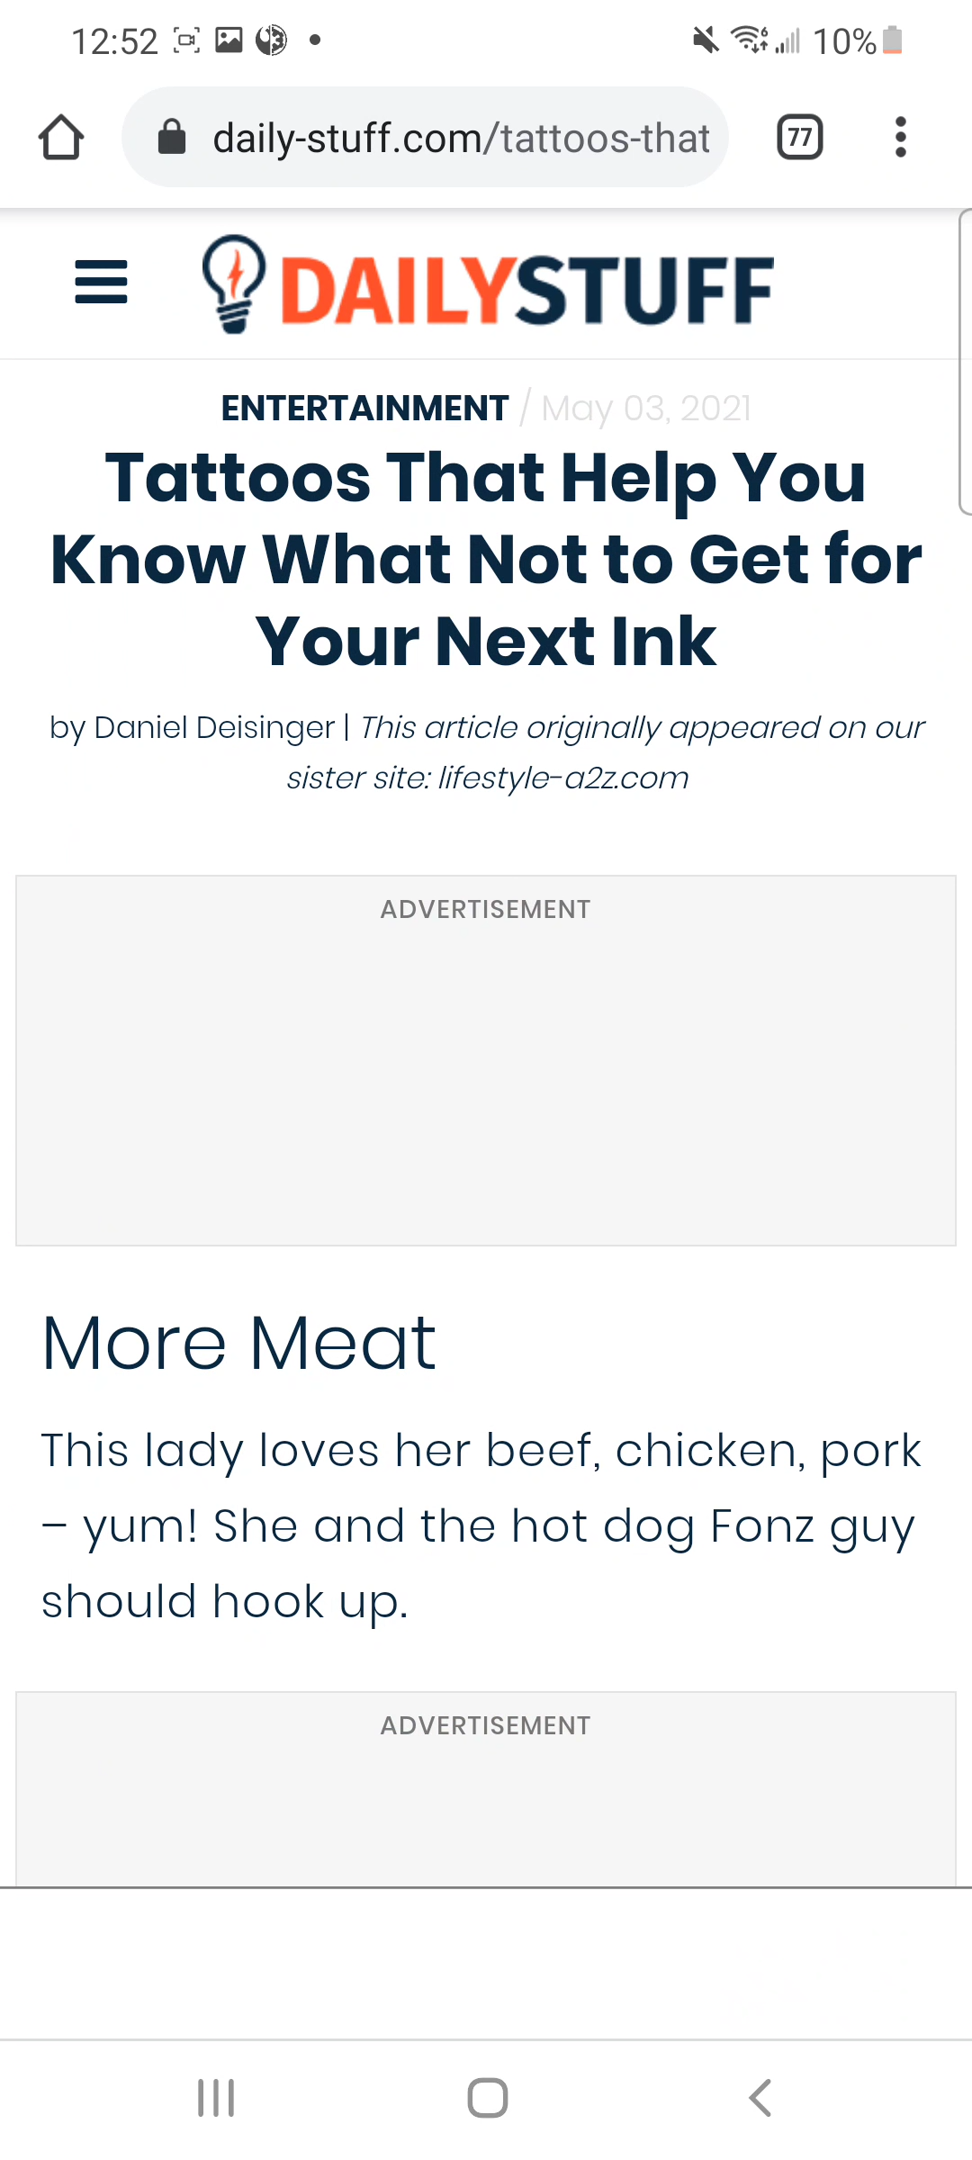 12:52
10%
daily-stuff.com/tattoos-that
77
DAILYSTUFF
ENTERTAINMENT / May 03, 2021
Tattoos That Help You
Know What Not to Get for
Your Next Ink
by Daniel Deisinger | This article originally appeared on our
sister site: lifestyle-a2z.com
ADVERTISEMENT
More Meat
This lady loves her beef, chicken, pork
– yum! She and the hot dog Fonz guy
should hook up.
ADVERTISEMENT